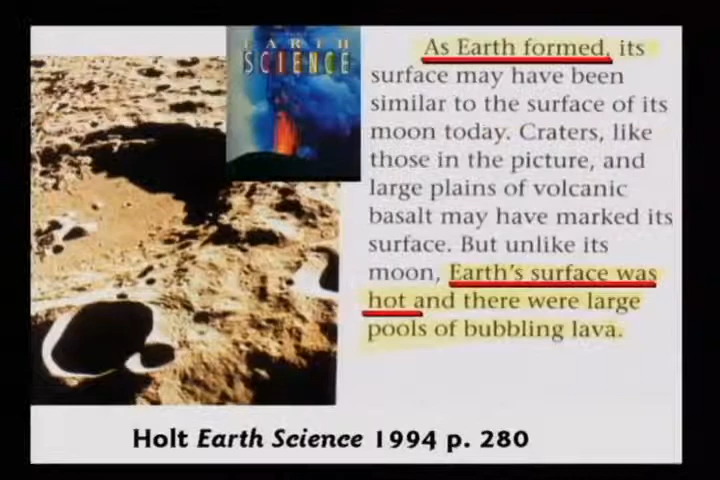 EARTH
SCIENCE
As Earth formed, its
surface may have been
similar to the surface of its
moon today. Craters, like
those in the picture, and
large plains of volcanic
basalt may have marked its
surface. But unlike its
moon, Earth's surface was
hot and there were large
pools of bubbling lava.
Holt Earth Science 1994 p. 280